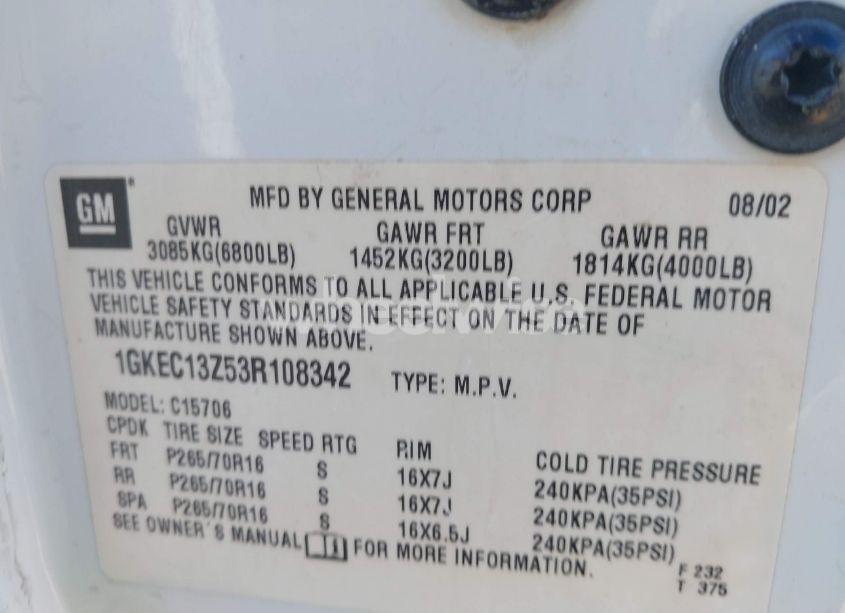 GM
MFD BY GENERAL MOTORS CORP 08/02
GVWR GAWR FRT GAWR RR
3085KG(6800LB) 1452KG(3200LB) 1814KG(4000LB)
THIS VEHICLE CONFORMS TO ALL APPLICABLE U.S. FEDERAL MOTOR
VEHICLE SAFETY STANDARDS IN EFFECT ON THE DATE OF
MANUFACTURE SHOWN ABOVE.
1GKEC13Z53R108342 TYPE: M.P.V.
MODEL: C15706
CPDK TIRE SIZE SPEED RTG RIM COLD TIRE PRESSURE
FRT P265/70R16 S 16X7J 240KPA(35PSI)
RR P265/70R16 S 16X7J 240KPA(35PSI)
SPA P265/70R16 S 16X6.5J 240KPA(35PSI)
SEE OWNER'S MANUAL FOR MORE INFORMATION.
F 232
T 375